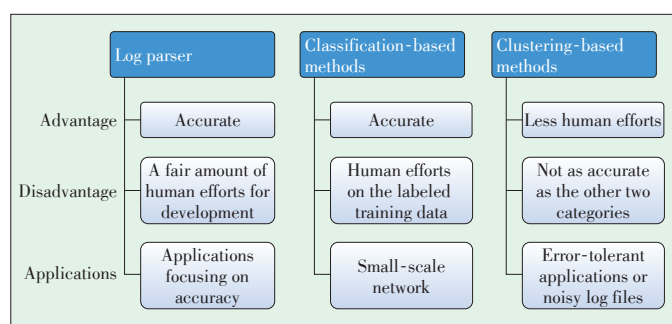 Log parser
Classification-based
methods
Clustering-based
methods
Advantage
Accurate
Accurate
Less human efforts
Disadvantage
A fair amount of
human efforts for
development
Human efforts
on the labeled
training data
Not as accurate
as the other two
categories
Applications
Applications
focusing on
accuracy
Small-scale
network
Error-tolerant
applications or
noisy log files